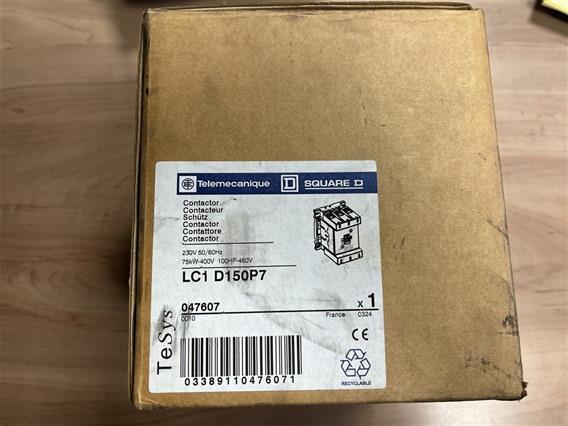 Telemecanique SQUARE D
Contactor
Contacteur
Schütz
Contactor
Contattore
Contactor
230V 50/60Hz
75kW-400V 100HP-460V
LC1 D150P7
047607 x 1
0010 France 0324
TeSys
CE
03389110476071
RECYCLABLE